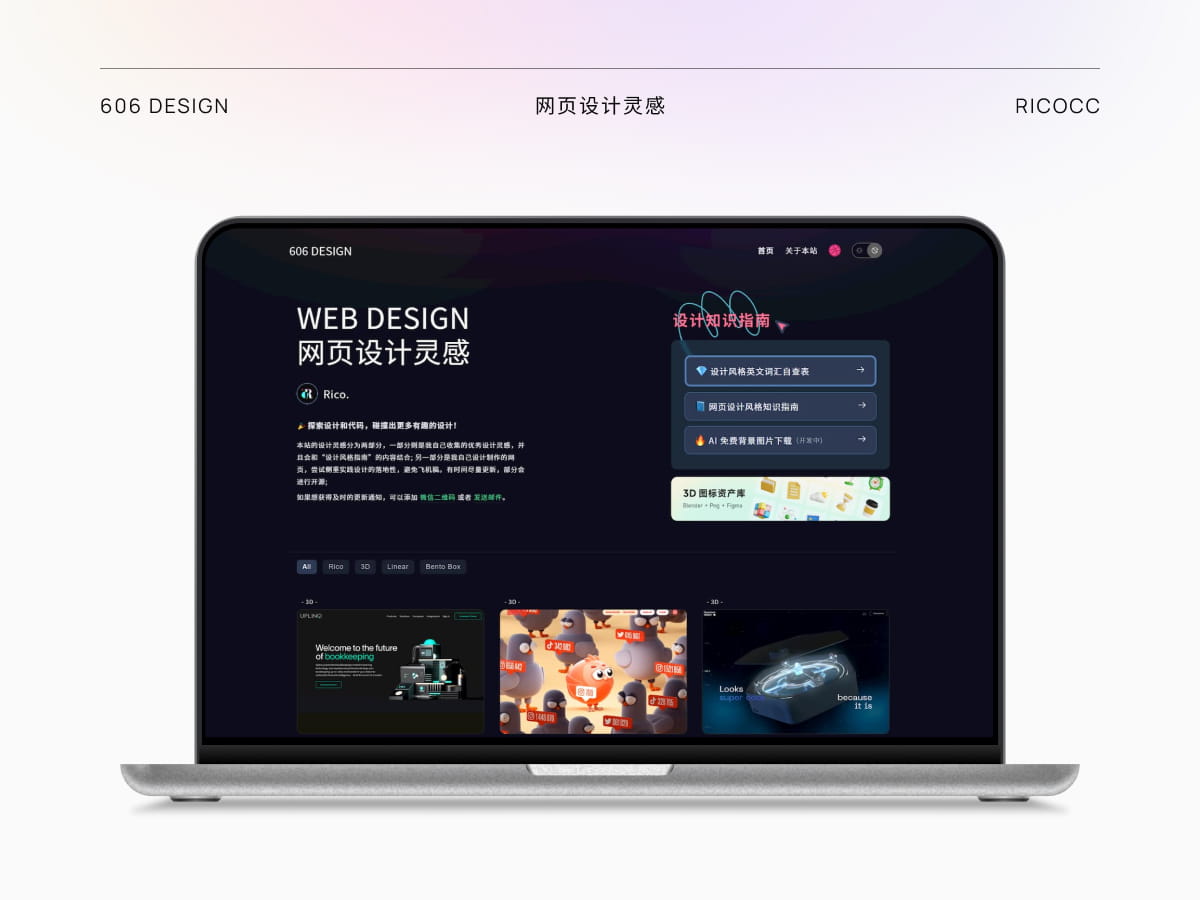 606 DESIGN
网页设计灵感
RICOCC
606 DESIGN
首页
关于本站
WEB DESIGN
网页设计灵感
Rico.
🎉 探索设计和代码，碰撞出更多有趣的设计！
本站的设计灵感分为两部分，一部分则是我自己收集的优秀设计灵感，并
且会和“设计风格指南”的内容结合; 另一部分是我自己设计制作的网
页，尝试侧重实践设计的落地性，避免飞机稿。有时间尽量更新，部分会
进行开源;
如果想获得及时的更新通知，可以添加 微信二维码 或者 发送邮件。
设计知识指南
💎 设计风格英文词汇自查表 →
📘 网页设计风格知识指南 →
🔥 AI 免费背景图片下载 (开发中) →
3D 图标资产库
Blender + Png + Figma
All
Rico
3D
Linear
Bento Box
- 3D -
UPLINQ
Welcome to the future
of bookkeeping
- 3D -
- 3D -
Looks
because
it is